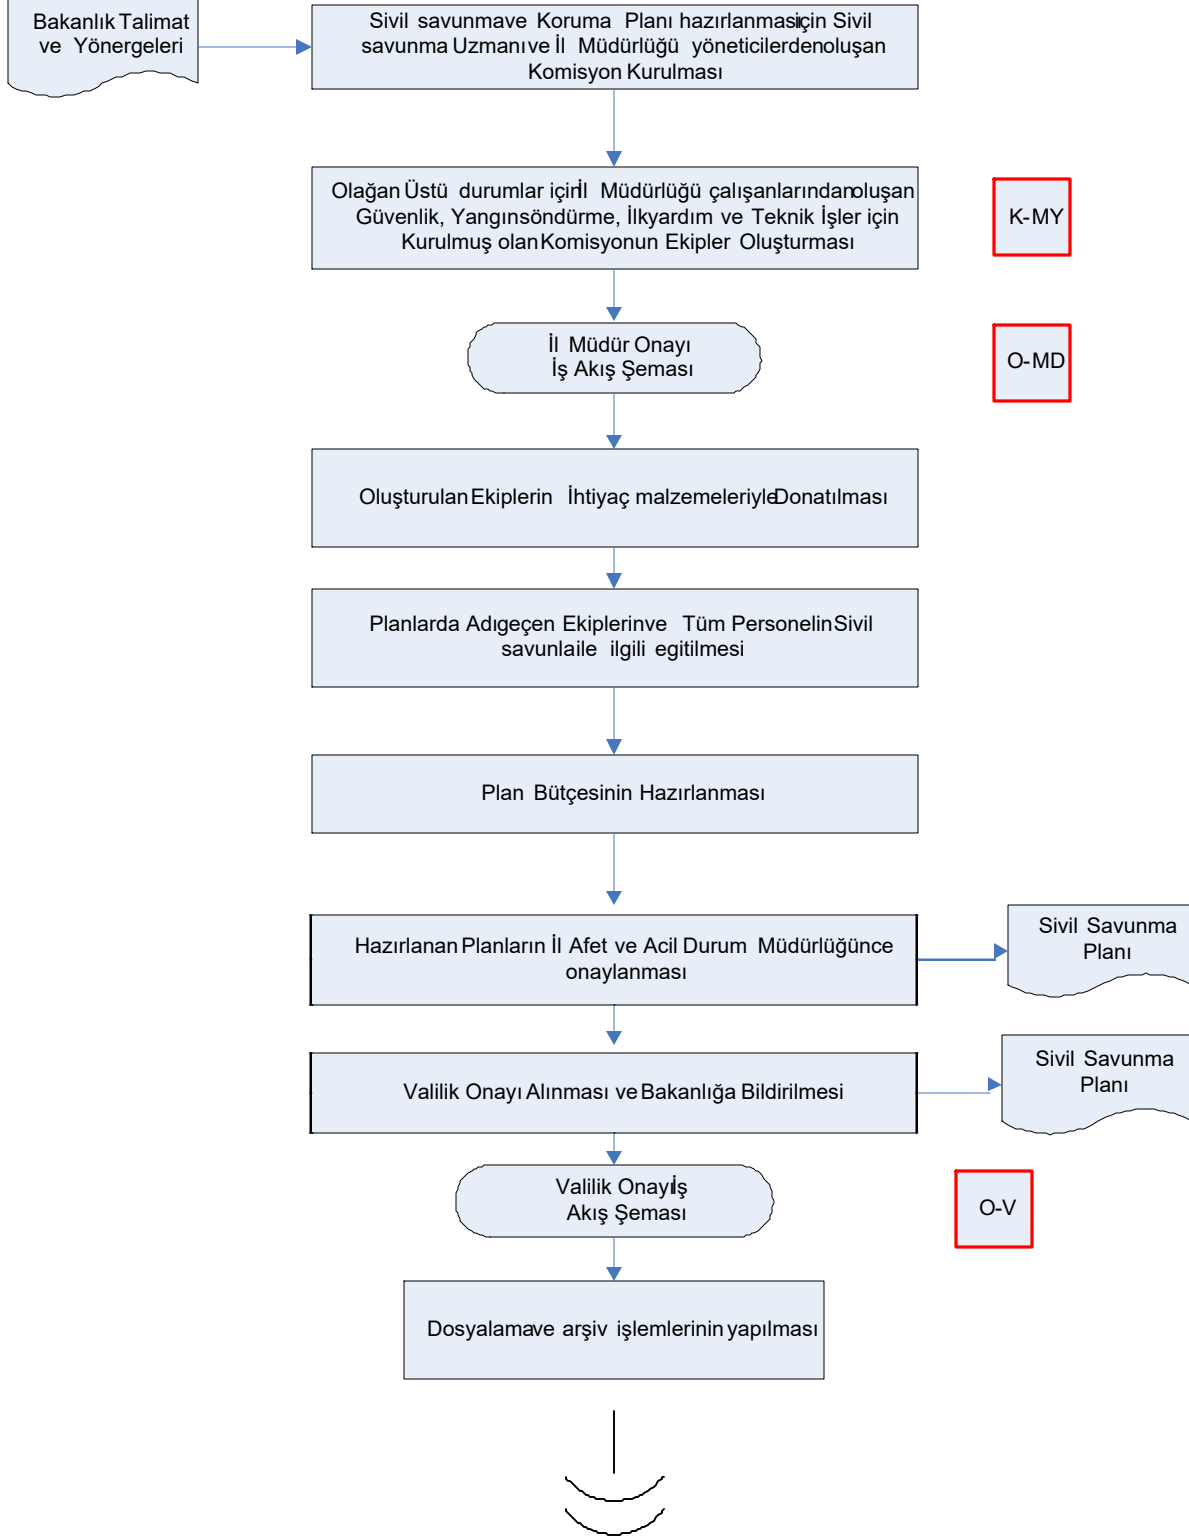 Bakanlık Talimat
ve Yönergeleri
Sivil savunmave Koruma Planı hazırlanmasiçin Sivil
savunma Uzmanıve İl Müdürlüğü yöneticilerdenoluşan
Komisyon Kurulması
Olağan Üstü durumlar içinİl Müdürlüğü çalışanlarındanoluşan
Güvenlik, Yangınsöndürme, İlkyardım ve Teknik İşler için
Kurulmuş olan Komisyonun Ekipler Oluşturması
K-MY
İl Müdür Onayı
İş Akış Şeması
O-MD
Oluşturulan Ekiplerin İhtiyaç malzemeleriyleDonatılması
Planlarda Adıgeçen Ekiplerinve Tüm PersonelinSivil
savunlaile ilgili egitilmesi
Plan Bütçesinin Hazırlanması
Hazırlanan Planların İl Afet ve Acil Durum Müdürlüğünce
onaylanması
Sivil Savunma
Planı
Valilik Onayı Alınması ve Bakanlığa Bildirilmesi
Sivil Savunma
Planı
Valilik Onayıİş
Akış Şeması
O-V
Dosyalamave arşiv işlemlerinin yapılması